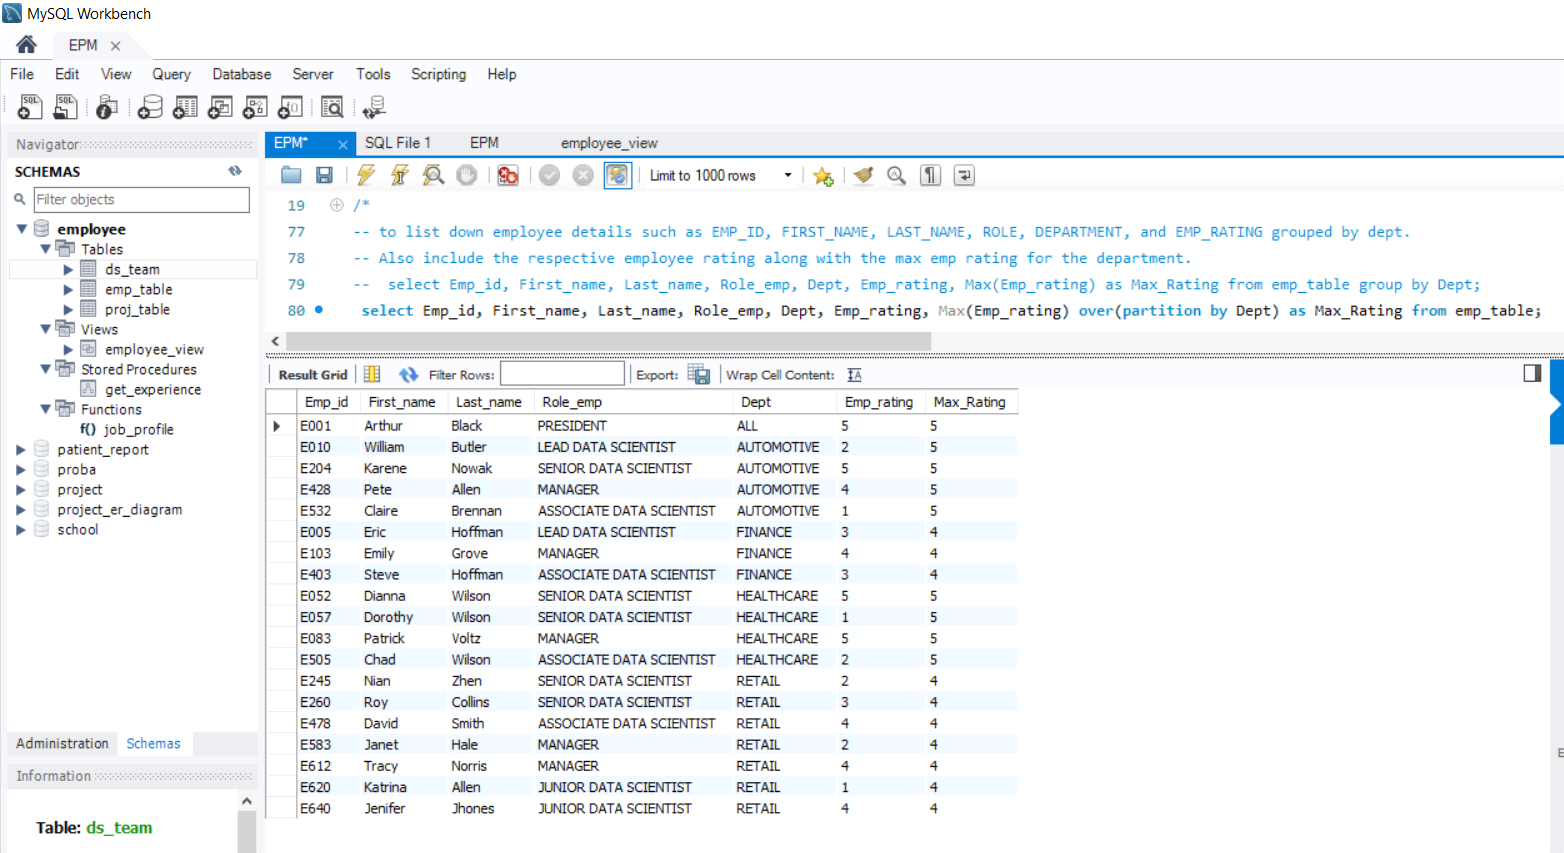 MySQL Workbench
EPM
File Edit View Query Database Server Tools Scripting Help
Navigator
SCHEMAS
Filter objects
employee
Tables
ds_team
emp_table
proj_table
Views
employee_view
Stored Procedures
get_experience
Functions
f() job_profile
patient_report
proba
project
project_er_diagram
school
Administration Schemas
Information
Table: ds_team
EPM* SQL File 1 EPM employee_view
Limit to 1000 rows
19 /*
77 -- to list down employee details such as EMP_ID, FIRST_NAME, LAST_NAME, ROLE, DEPARTMENT, and EMP_RATING grouped by dept.
78 -- Also include the respective employee rating along with the max emp rating for the department.
79 -- select Emp_id, First_name, Last_name, Role_emp, Dept, Emp_rating, Max(Emp_rating) as Max_Rating from emp_table group by Dept;
80 select Emp_id, First_name, Last_name, Role_emp, Dept, Emp_rating, Max(Emp_rating) over(partition by Dept) as Max_Rating from emp_table;
Result Grid Filter Rows: Export: Wrap Cell Content:
Emp_id First_name Last_name Role_emp Dept Emp_rating Max_Rating
E001 Arthur Black PRESIDENT ALL 5 5
E010 William Butler LEAD DATA SCIENTIST AUTOMOTIVE 2 5
E204 Karene Nowak SENIOR DATA SCIENTIST AUTOMOTIVE 5 5
E428 Pete Allen MANAGER AUTOMOTIVE 4 5
E532 Claire Brennan ASSOCIATE DATA SCIENTIST AUTOMOTIVE 1 5
E005 Eric Hoffman LEAD DATA SCIENTIST FINANCE 3 4
E103 Emily Grove MANAGER FINANCE 4 4
E403 Steve Hoffman ASSOCIATE DATA SCIENTIST FINANCE 3 4
E052 Dianna Wilson SENIOR DATA SCIENTIST HEALTHCARE 5 5
E057 Dorothy Wilson SENIOR DATA SCIENTIST HEALTHCARE 1 5
E083 Patrick Voltz MANAGER HEALTHCARE 5 5
E505 Chad Wilson ASSOCIATE DATA SCIENTIST HEALTHCARE 2 5
E245 Nian Zhen SENIOR DATA SCIENTIST RETAIL 2 4
E260 Roy Collins SENIOR DATA SCIENTIST RETAIL 3 4
E478 David Smith ASSOCIATE DATA SCIENTIST RETAIL 4 4
E583 Janet Hale MANAGER RETAIL 2 4
E612 Tracy Norris MANAGER RETAIL 4 4
E620 Katrina Allen JUNIOR DATA SCIENTIST RETAIL 1 4
E640 Jenifer Jhones JUNIOR DATA SCIENTIST RETAIL 4 4